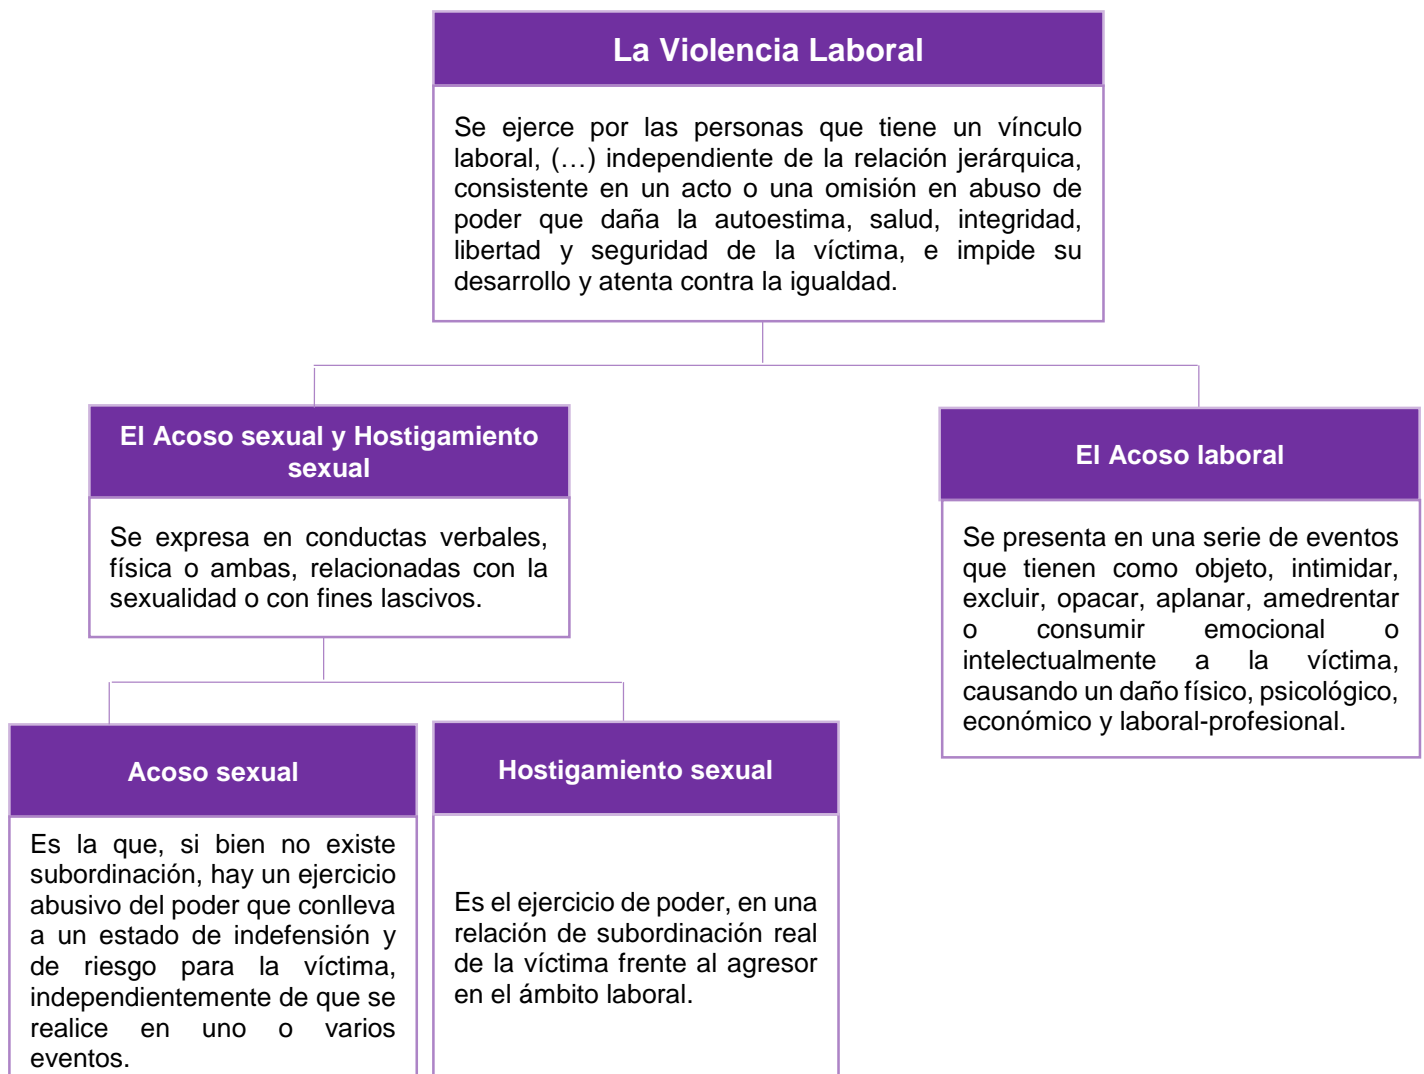 La Violencia Laboral
Se ejerce por las personas que tiene un vínculo
laboral, (…) independiente de la relación jerárquica,
consistente en un acto o una omisión en abuso de
poder que daña la autoestima, salud, integridad,
libertad y seguridad de la víctima, e impide su
desarrollo y atenta contra la igualdad.
El Acoso sexual y Hostigamiento
sexual
Se expresa en conductas verbales,
física o ambas, relacionadas con la
sexualidad o con fines lascivos.
El Acoso laboral
Se presenta en una serie de eventos
que tienen como objeto, intimidar,
excluir, opacar, aplanar, amedrentar
o consumir emocional o
intelectualmente a la víctima,
causando un daño físico, psicológico,
económico y laboral-profesional.
Acoso sexual
Es la que, si bien no existe
subordinación, hay un ejercicio
abusivo del poder que conlleva
a un estado de indefensión y
de riesgo para la víctima,
independientemente de que se
realice en uno o varios
eventos.
Hostigamiento sexual
Es el ejercicio de poder, en una
relación de subordinación real
de la víctima frente al agresor
en el ámbito laboral.